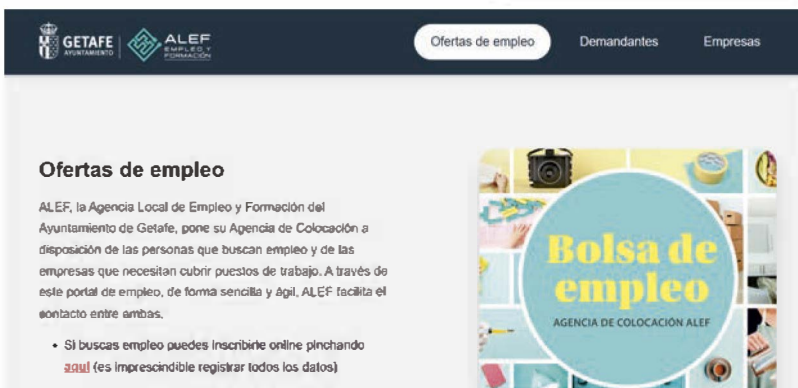 GETAFE
AYUNTAMIENTO
ALEF
EMPLEO Y
FORMACIÓN
Ofertas de empleo
Demandantes
Empresas
Ofertas de empleo
ALEF, la Agencia Local de Empleo y Formación del
Ayuntamiento de Getafe, pone su Agencia de Colocación a
disposición de las personas que buscan empleo y de las
empresas que necesitan cubrir puestos de trabajo. A través de
este portal de empleo, de forma sencilla y ágil, ALEF facilita el
contacto entre ambas.
• Si buscas empleo puedes inscribirte online pinchando
aquí (es imprescindible registrar todos los datos)
Bolsa de
empleo
AGENCIA DE COLOCACIÓN ALEF